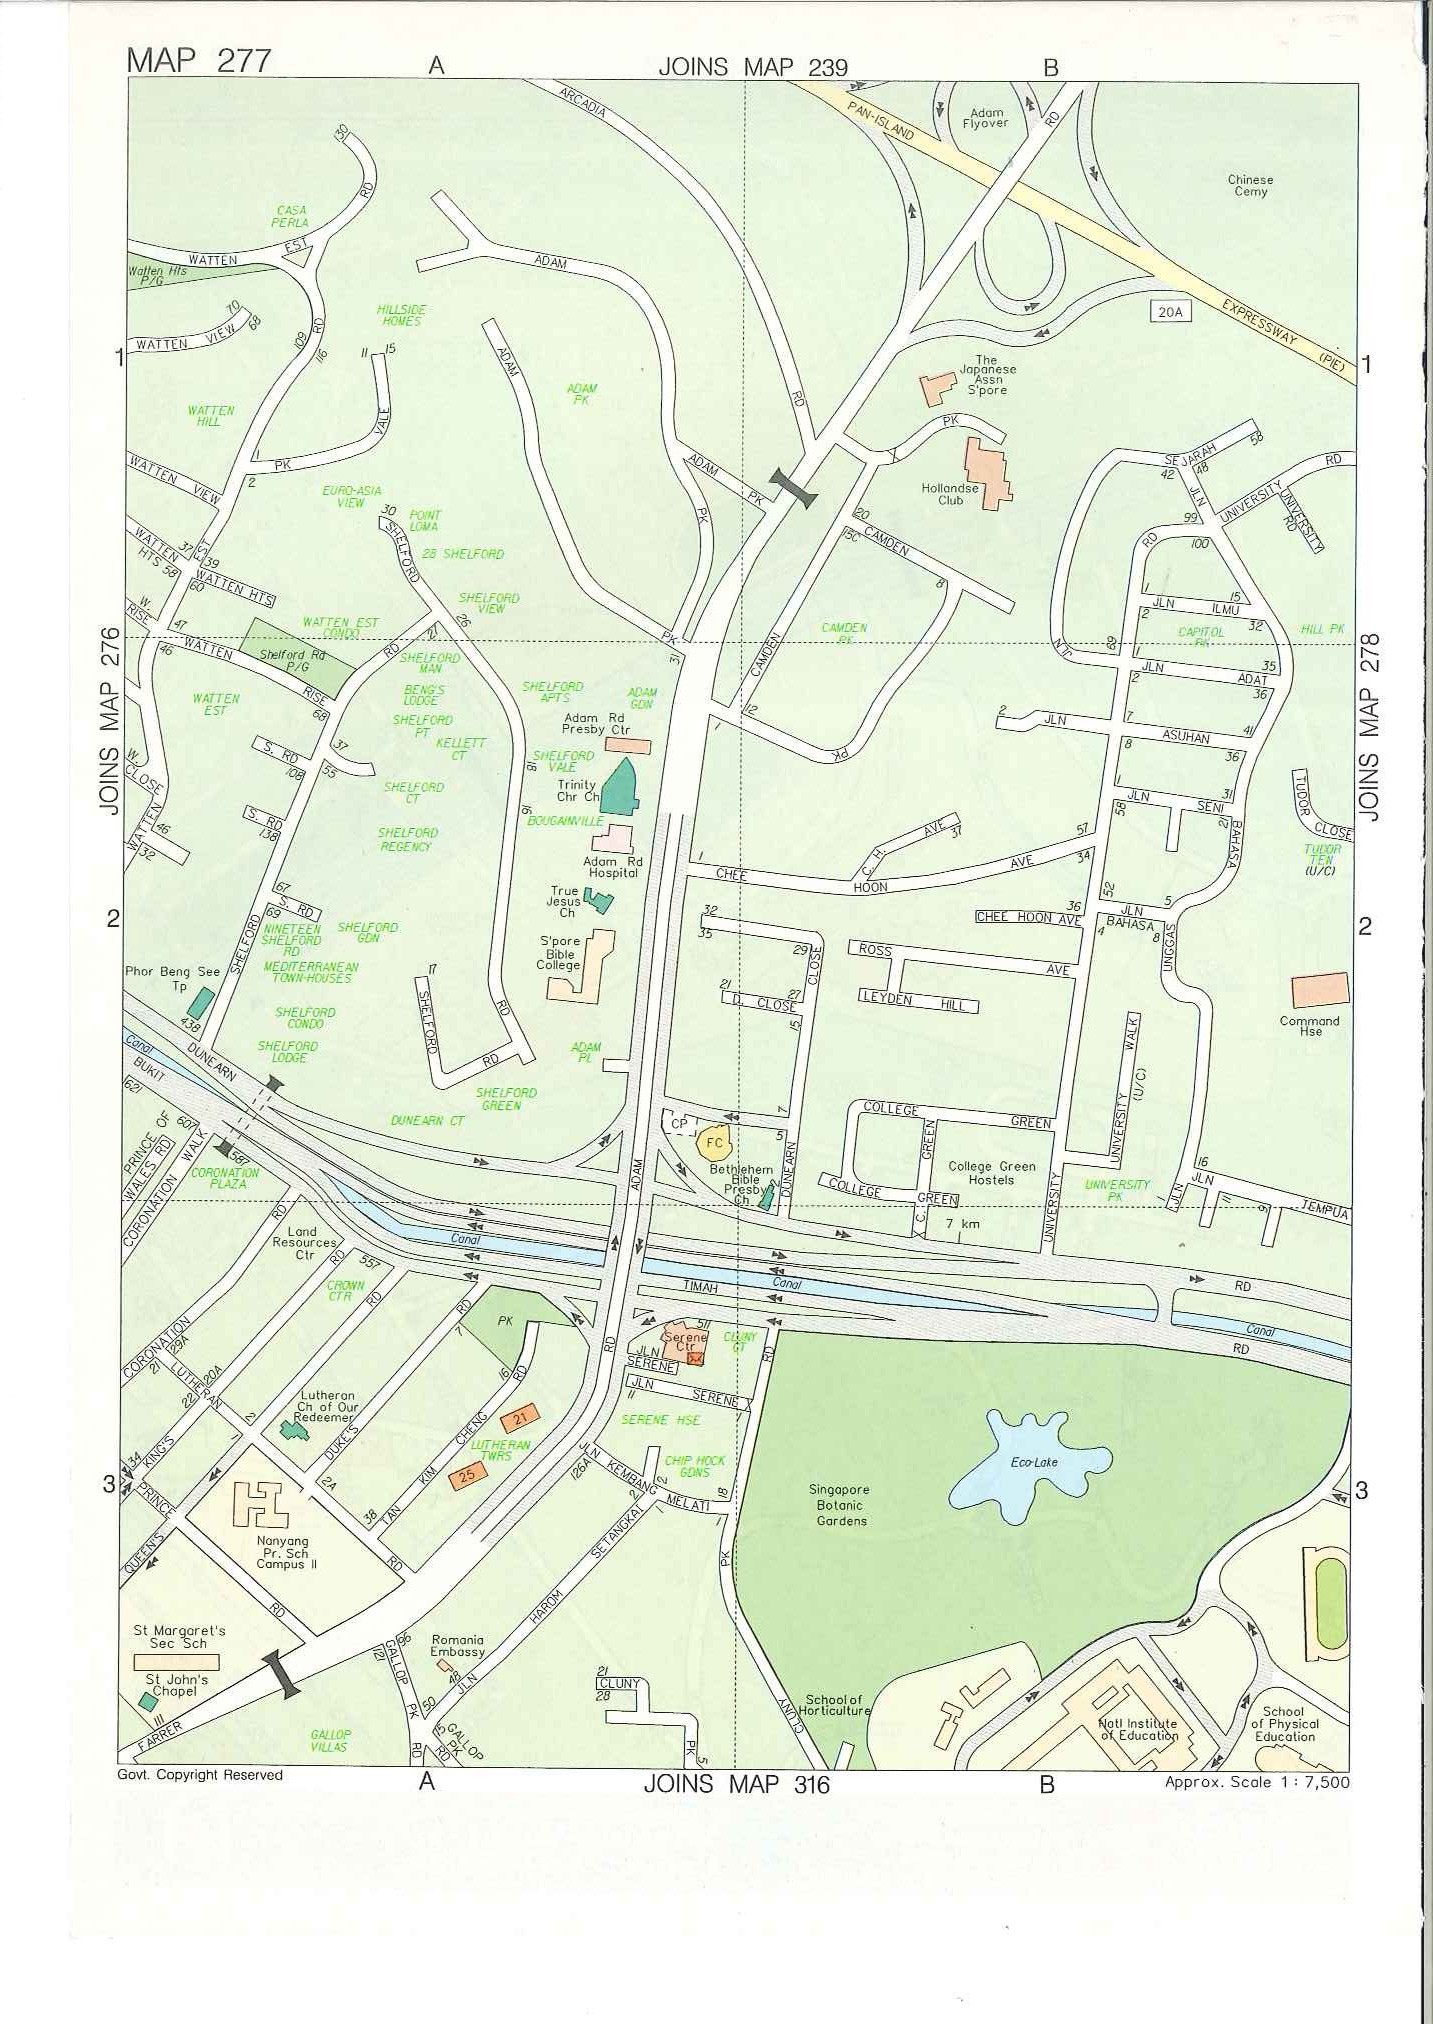 MAP 277
A
JOINS MAP 239
B
ARCADIA
RD
PAN-ISLAND
EXPRESSWAY (PIE)
Adam
Flyover
RD
Chinese
Cemy
20A
130
RD
CASA
PERLA
WATTEN
EST
Watten Hts
P/G
WATTEN VIEW
70
68
RD
109
116
HILLSIDE
HOMES
ADAM
ADAM
11
15
VALE
PK
1
2
1
1
WATTEN
HILL
ADAM
PK
The
Japanese
Assn
S'pore
PK
Hollandse
Club
WATTEN VIEW
EURO-ASIA
VIEW
POINT
LOMA
30
SHELFORD
28 SHELFORD
ADAM PK
PK
20
15C
CAMDEN
8
SEJARAH
58
42
48
JLN
UNIVERSITY
RD
UNIVERSITY
RD
99
100
RD
WATTEN
HTS 58
37
39
EST
60
WATTEN HTS
W.
RISE
47
46
WATTEN
RISE
68
WATTEN EST
CONDO
SHELFORD
VIEW
26
Shelford Rd
P/G
RD
SHELFORD
MAN
PK
3
CAMDEN
PK
CAMDEN
1
2
JLN
ILMU
15
32
CAPITOL
PK
HILL PK
69
JLN
1
2
JLN
ADAT
35
36
JOINS MAP 276
JOINS MAP 278
WATTEN
EST
BENG'S
LODGE
SHELFORD
PT
KELLETT
CT
SHELFORD
APTS
ADAM
GDN
Adam Rd
Presby Ctr
SHELFORD
VALE
Trinity
Chr Ch
12
1
PK
2
JLN
7
8
ASUHAN
41
36
S. RD
108
37
55
SHELFORD
CT
18
16
BOUGAINVILLE
SHELFORD
REGENCY
Adam Rd
Hospital
1
JLN
SENI
31
58
2
BAHASA
TUDOR
CLOSE
TUDOR
TEN
(U/C)
W.
CLOSE
WATTEN
46
32
S. RD
138
1
CHEE
HOON
AVE
57
34
C. H.
AVE
37
2
2
67
S. RD
69
NINETEEN
SHELFORD
RD
SHELFORD
GDN
MEDITERRANEAN
TOWN-HOUSES
SHELFORD
True
Jesus
Ch
S'pore
Bible
College
32
35
29
CLOSE
CHEE HOON AVE
36
52
JLN
BAHASA
5
4
8
UNGGAS
ROSS
AVE
LEYDEN HILL
21
D. CLOSE
27
15
Command
Hse
Phor Beng See
Tp
438
SHELFORD
CONDO
SHELFORD
LODGE
17
SHELFORD
RD
RD
ADAM
PL
SHELFORD
GREEN
DUNEARN CT
Canal
BUKIT
621
DUNEARN
PRINCE OF
WALES RD
607
587
CORONATION WALK
CORONATION
PLAZA
CP
FC
7
5
Bethlehem
Bible
Presby
Ch
2
DUNEARN
COLLEGE
GREEN
GREEN
COLLEGE
GREEN
C. G.
College Green
Hostels
7 km
UNIVERSITY
UNIVERSITY WALK
(U/C)
UNIVERSITY
PK
16
JLN
1
JLN
11
9
TEMPUA
ADAM
Canal
TIMAH
Canal
RD
Canal
RD
Land
Resources
Ctr
RD
RD
557
CROWN
CTR
RD
RD
PK
7
16
RD
CORONATION
21
29A
LUTHERAN
20A
22
2
1
Lutheran
Ch of Our
Redeemer
DUKE'S
2A
KING'S
34
PRINCE
QUEEN'S
TAN
KIM
CHENG
38
21
25
LUTHERAN
TWRS
RD
Serene
Ctr
511
CLUNY
CT
JLN
SERENE
JLN
SERENE
11
RD
SERENE HSE
CHIP HOCK
GDNS
JLN
KEMBANG
MELATI
126A
2
18
3
3
Singapore
Botanic
Gardens
Eco-Lake
Nanyang
Pr. Sch
Campus II
RD
RD
SETANGKAI
HAROM
JLN
PK
CLUNY
St Margaret's
Sec Sch
St John's
Chapel
111
FARRER
96
121
GALLOP
PK
RD
Romania
Embassy
48
50
15
GALLOP
PK
RD
GALLOP
VILLAS
21
CLUNY
28
PK
5
School of
Horticulture
Natl Institute
of Education
School
of Physical
Education
Govt. Copyright Reserved
A
JOINS MAP 316
B
Approx. Scale 1 : 7,500